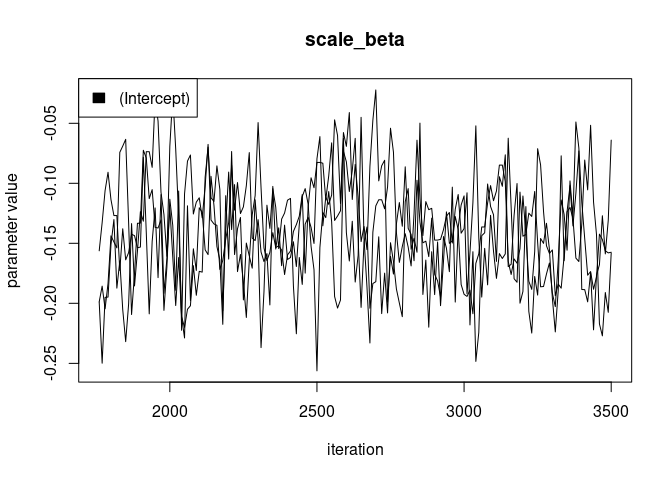 scale_beta
(Intercept)
parameter value
-0.05
-0.10
-0.15
-0.20
-0.25
2000 2500 3000 3500
iteration